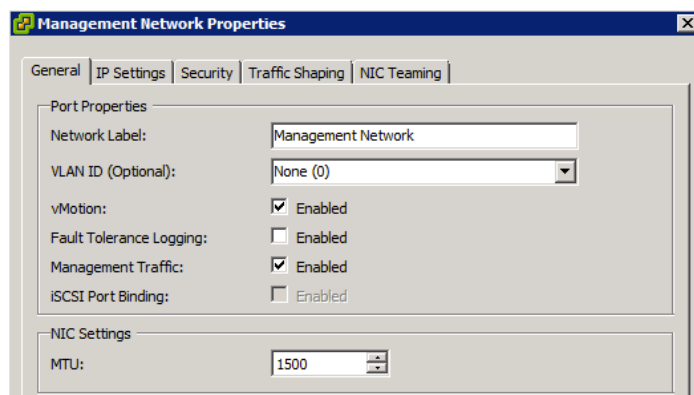 Management Network Properties
General IP Settings Security Traffic Shaping NIC Teaming
Port Properties
Network Label: Management Network
VLAN ID (Optional): None (0)
vMotion: Enabled
Fault Tolerance Logging: Enabled
Management Traffic: Enabled
iSCSI Port Binding: Enabled
NIC Settings
MTU: 1500